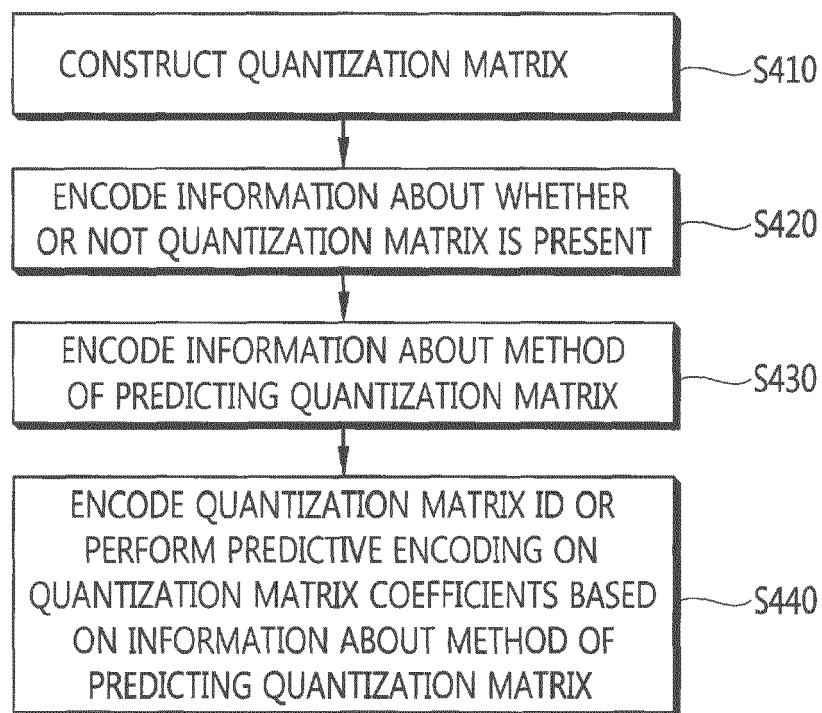 CONSTRUCT QUANTIZATION MATRIX
S410
ENCODE INFORMATION ABOUT WHETHER
OR NOT QUANTIZATION MATRIX IS PRESENT
S420
ENCODE INFORMATION ABOUT METHOD
OF PREDICTING QUANTIZATION MATRIX
S430
ENCODE QUANTIZATION MATRIX ID OR
PERFORM PREDICTIVE ENCODING ON
QUANTIZATION MATRIX COEFFICIENTS BASED
ON INFORMATION ABOUT METHOD OF
PREDICTING QUANTIZATION MATRIX
S440